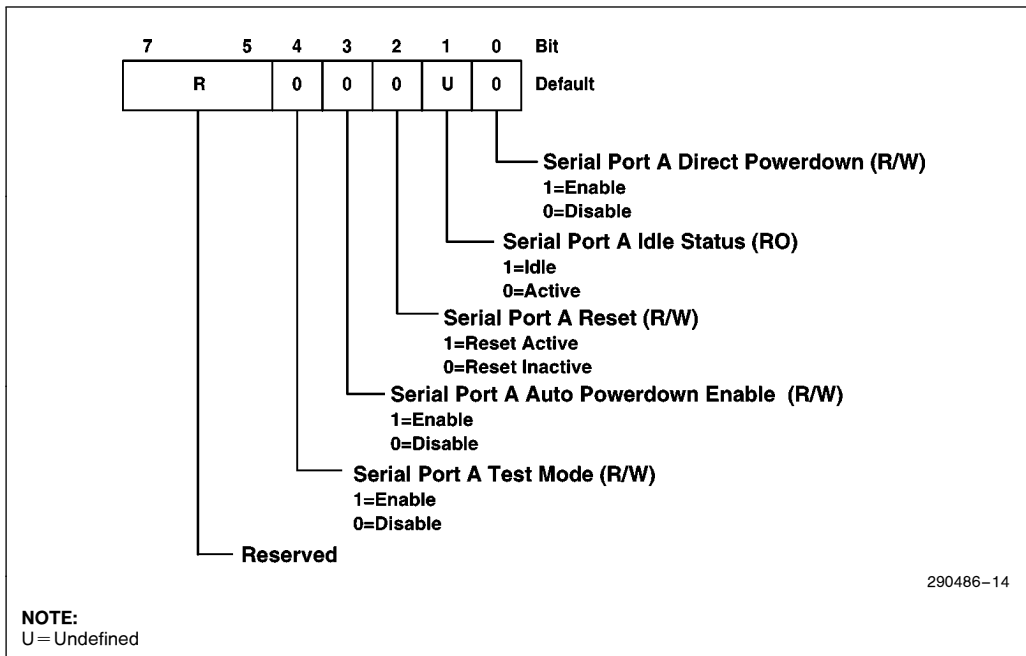 7 5 4 3 2 1 0 Bit
R 0 0 0 U 0 Default
Serial Port A Direct Powerdown (R/W)
1=Enable
0=Disable
Serial Port A Idle Status (RO)
1=Idle
0=Active
Serial Port A Reset (R/W)
1=Reset Active
0=Reset Inactive
Serial Port A Auto Powerdown Enable (R/W)
1=Enable
0=Disable
Serial Port A Test Mode (R/W)
1=Enable
0=Disable
Reserved
290486–14
NOTE:
U=Undefined